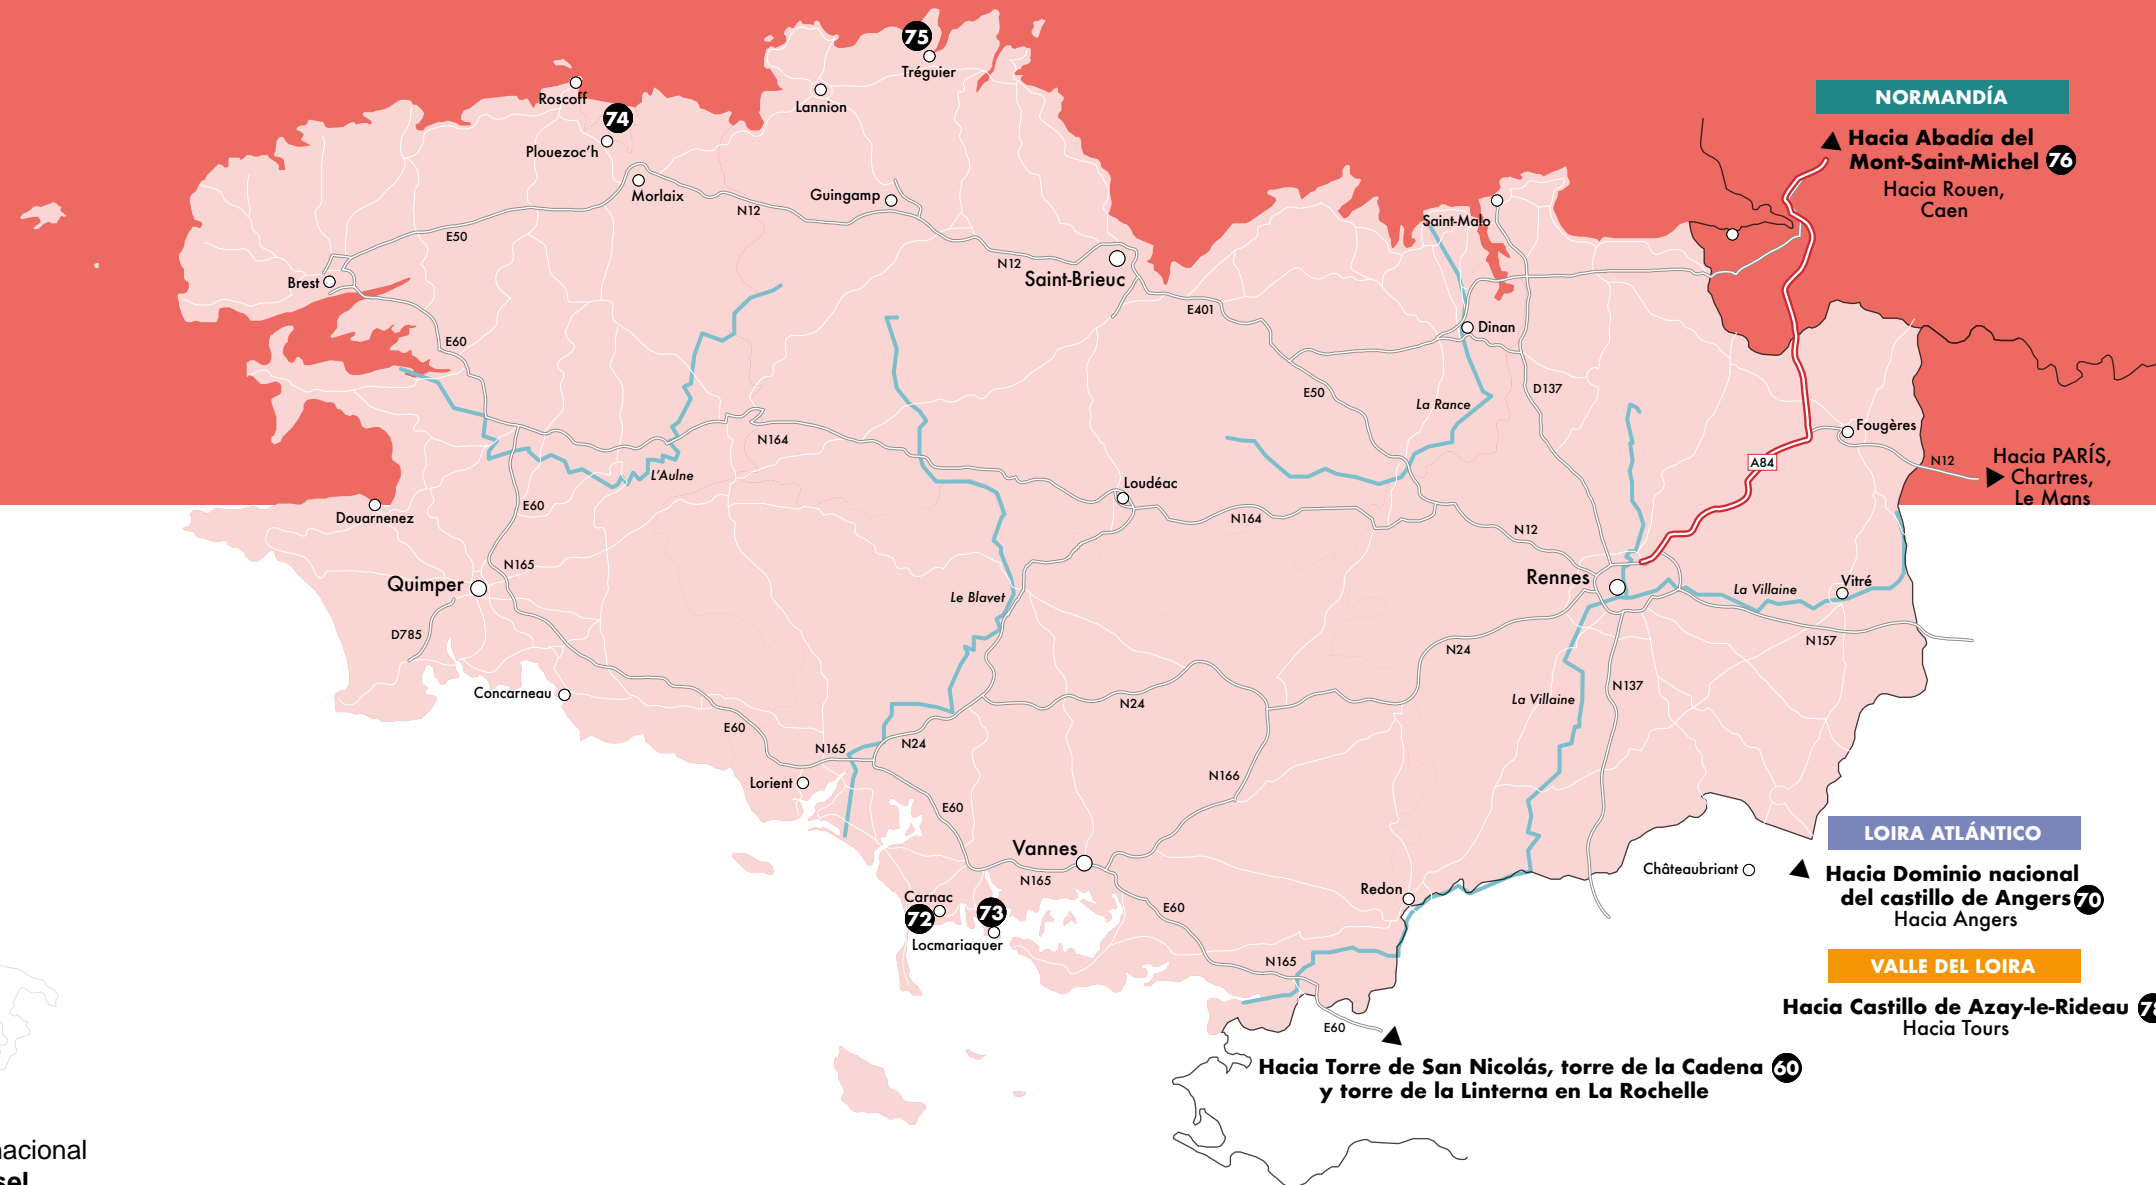 75
Tréguier
Roscoff
Lannion
74
Plouezoc'h
Morlaix
Guingamp
N12
E50
Brest
N12
Saint-Brieuc
Saint-Malo
NORMANDÍA
Hacia Abadía del
Mont-Saint-Michel 76
Hacia Rouen,
Caen
E401
Dinan
E60
E50
La Rance
D137
Fougères
N12
A84
Hacia PARÍS,
Chartres,
Le Mans
N164
L'Aulne
Loudéac
Douarnenez
E60
N164
N12
N165
Quimper
Rennes
Le Blavet
La Villaine
Vitré
D785
N157
N24
Concarneau
N137
La Villaine
N24
E60
N165
N24
Lorient
N166
E60
Vannes
N165
Carnac
72
73
Locmariaquer
Redon
E60
N165
E60
Châteaubriant
LOIRA ATLÁNTICO
Hacia Dominio nacional
del castillo de Angers 70
Hacia Angers
VALLE DEL LOIRA
Hacia Castillo de Azay-le-Rideau
Hacia Tours
Hacia Torre de San Nicolás, torre de la Cadena 60
y torre de la Linterna en La Rochelle